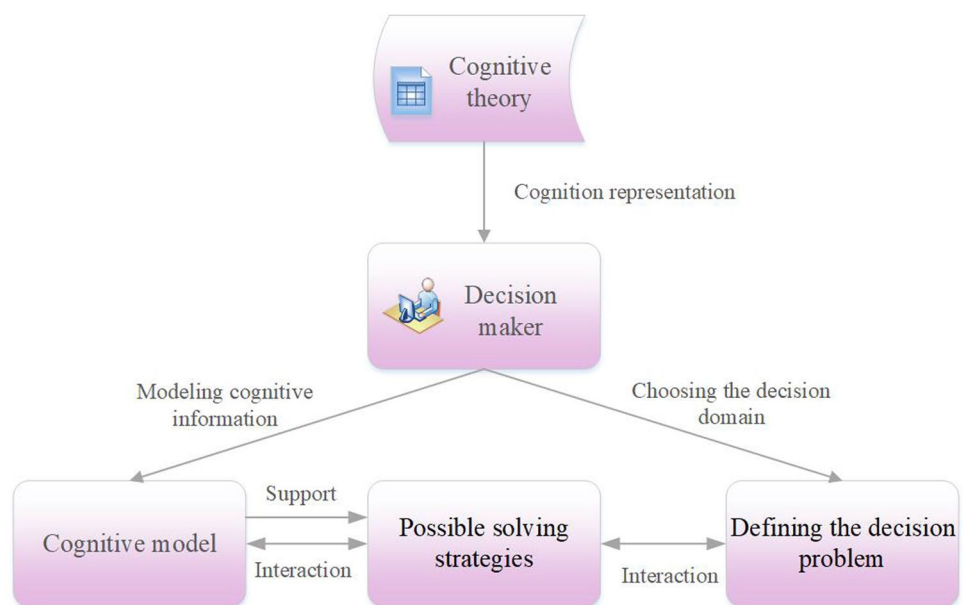 Cognitive
theory
Cognition representation
Decision
maker
Modeling cognitive
information
Choosing the decision
domain
Cognitive model
Support
Interaction
Possible solving
strategies
Interaction
Defining the decision
problem